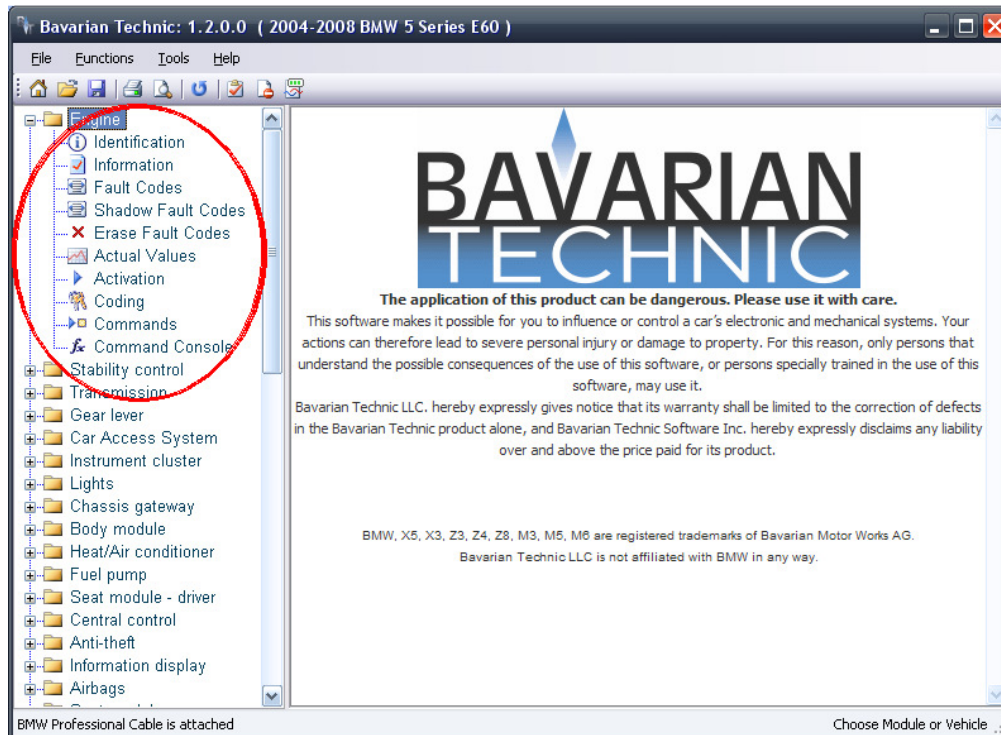 Bavarian Technic: 1.2.0.0 ( 2004-2008 BMW 5 Series E60 )
File Functions Tools Help
Engine
Identification
Information
Fault Codes
Shadow Fault Codes
Erase Fault Codes
Actual Values
Activation
Coding
Commands
Command Console
Stability control
Transmission
Gear lever
Car Access System
Instrument cluster
Lights
Chassis gateway
Body module
Heat/Air conditioner
Fuel pump
Seat module - driver
Central control
Anti-theft
Information display
Airbags
BAVARIAN
TECHNIC
The application of this product can be dangerous. Please use it with care.
This software makes it possible for you to influence or control a car's electronic and mechanical systems. Your
actions can therefore lead to severe personal injury or damage to property. For this reason, only persons that
understand the possible consequences of the use of this software, or persons specially trained in the use of this
software, may use it.
Bavarian Technic LLC. hereby expressly gives notice that its warranty shall be limited to the correction of defects
in the Bavarian Technic product alone, and Bavarian Technic Software Inc. hereby expressly disclaims any liability
over and above the price paid for its product.
BMW, X5, X3, Z3, Z4, Z8, M3, M5, M6 are registered trademarks of Bavarian Motor Works AG.
Bavarian Technic LLC is not affiliated with BMW in any way.
BMW Professional Cable is attached
Choose Module or Vehicle